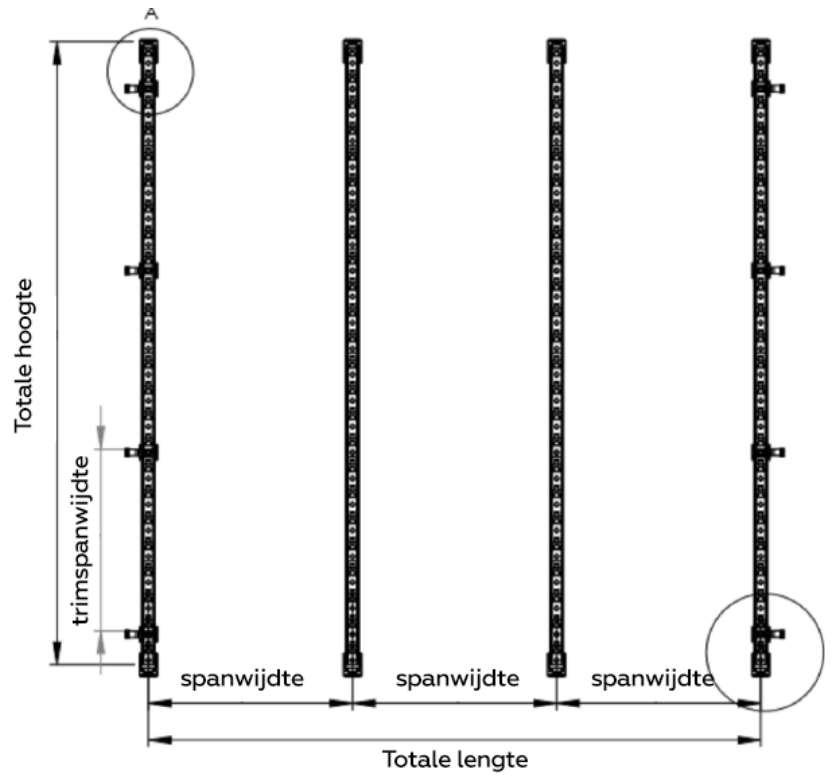 A
Totale hoogte
trimspanwijdte
spanwijdte
spanwijdte
spanwijdte
Totale lengte